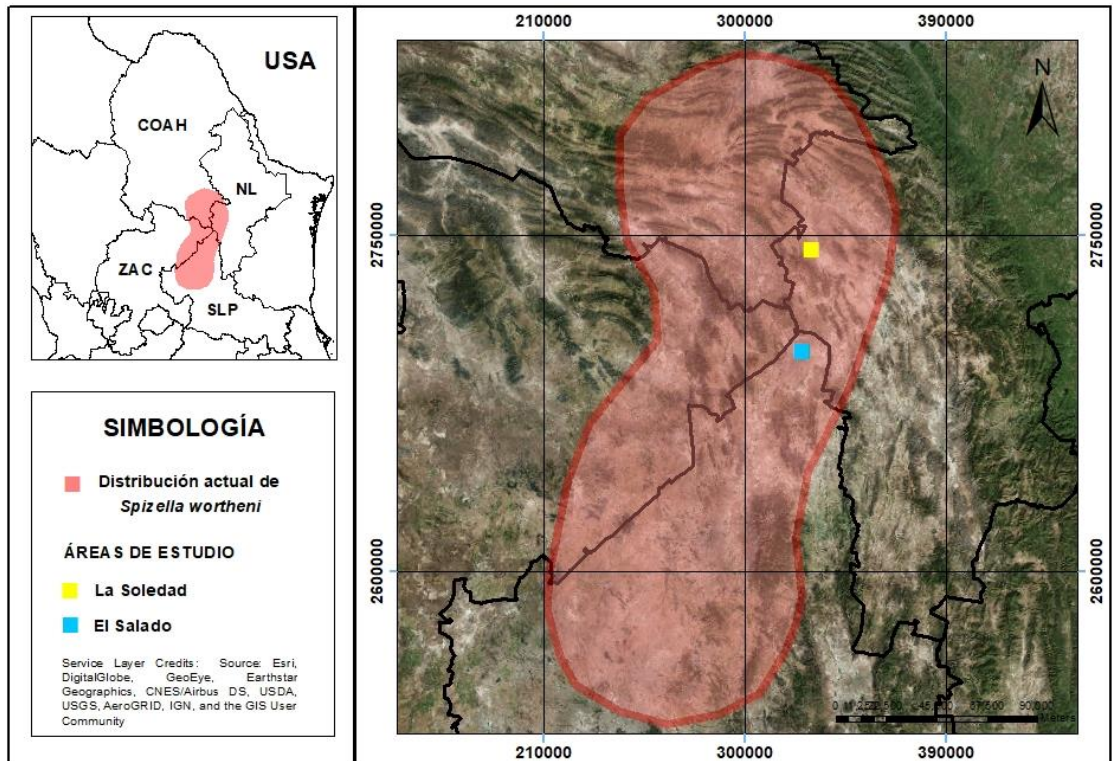 USA
COAH
NL
ZAC
SLP
SIMBOLOGÍA
Distribución actual de
Spizella wortheni
ÁREAS DE ESTUDIO
La Soledad
El Salado
Service Layer Credits: Source: Esri,
DigitalGlobe, GeoEye, Earthstar
Geographics, CNES/Airbus DS, USDA,
USGS, AeroGRID, IGN, and the GIS User
Community
210000
300000
390000
2750000
2750000
2600000
2600000
N
Meters
210000
300000
390000